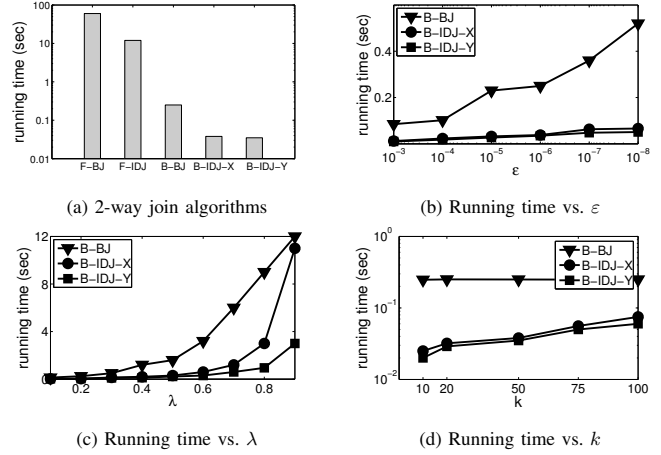 running time (sec)
100
10
1
0.1
0.01
F−BJ F−IDJ B−BJ B−IDJ−X B−IDJ−Y
(a) 2-way join algorithms
running time (sec)
0.6
0.2
B−BJ
B−IDJ−X
B−IDJ−Y
10−3 10−4 10−5 10−6 10−7 10−8
ε
(b) Running time vs. ε
running time (sec)
12
8
4
0
B−BJ
B−IDJ−X
B−IDJ−Y
0.2 0.4 0.6 0.8
λ
(c) Running time vs. λ
running time (sec)
100
10−1
10−2
B−BJ
B−IDJ−X
B−IDJ−Y
10 20 50 75 100
k
(d) Running time vs. k